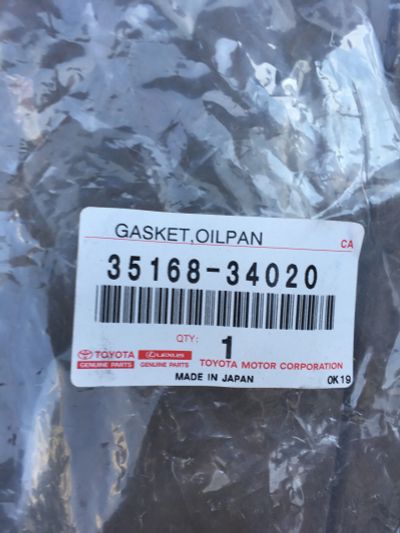 GASKET,OILPAN
CA
35168-34020
QTY: 1
TOYOTA LEXUS TOYOTA MOTOR CORPORATION
GENUINE PARTS GENUINE PARTS
MADE IN JAPAN 0K19